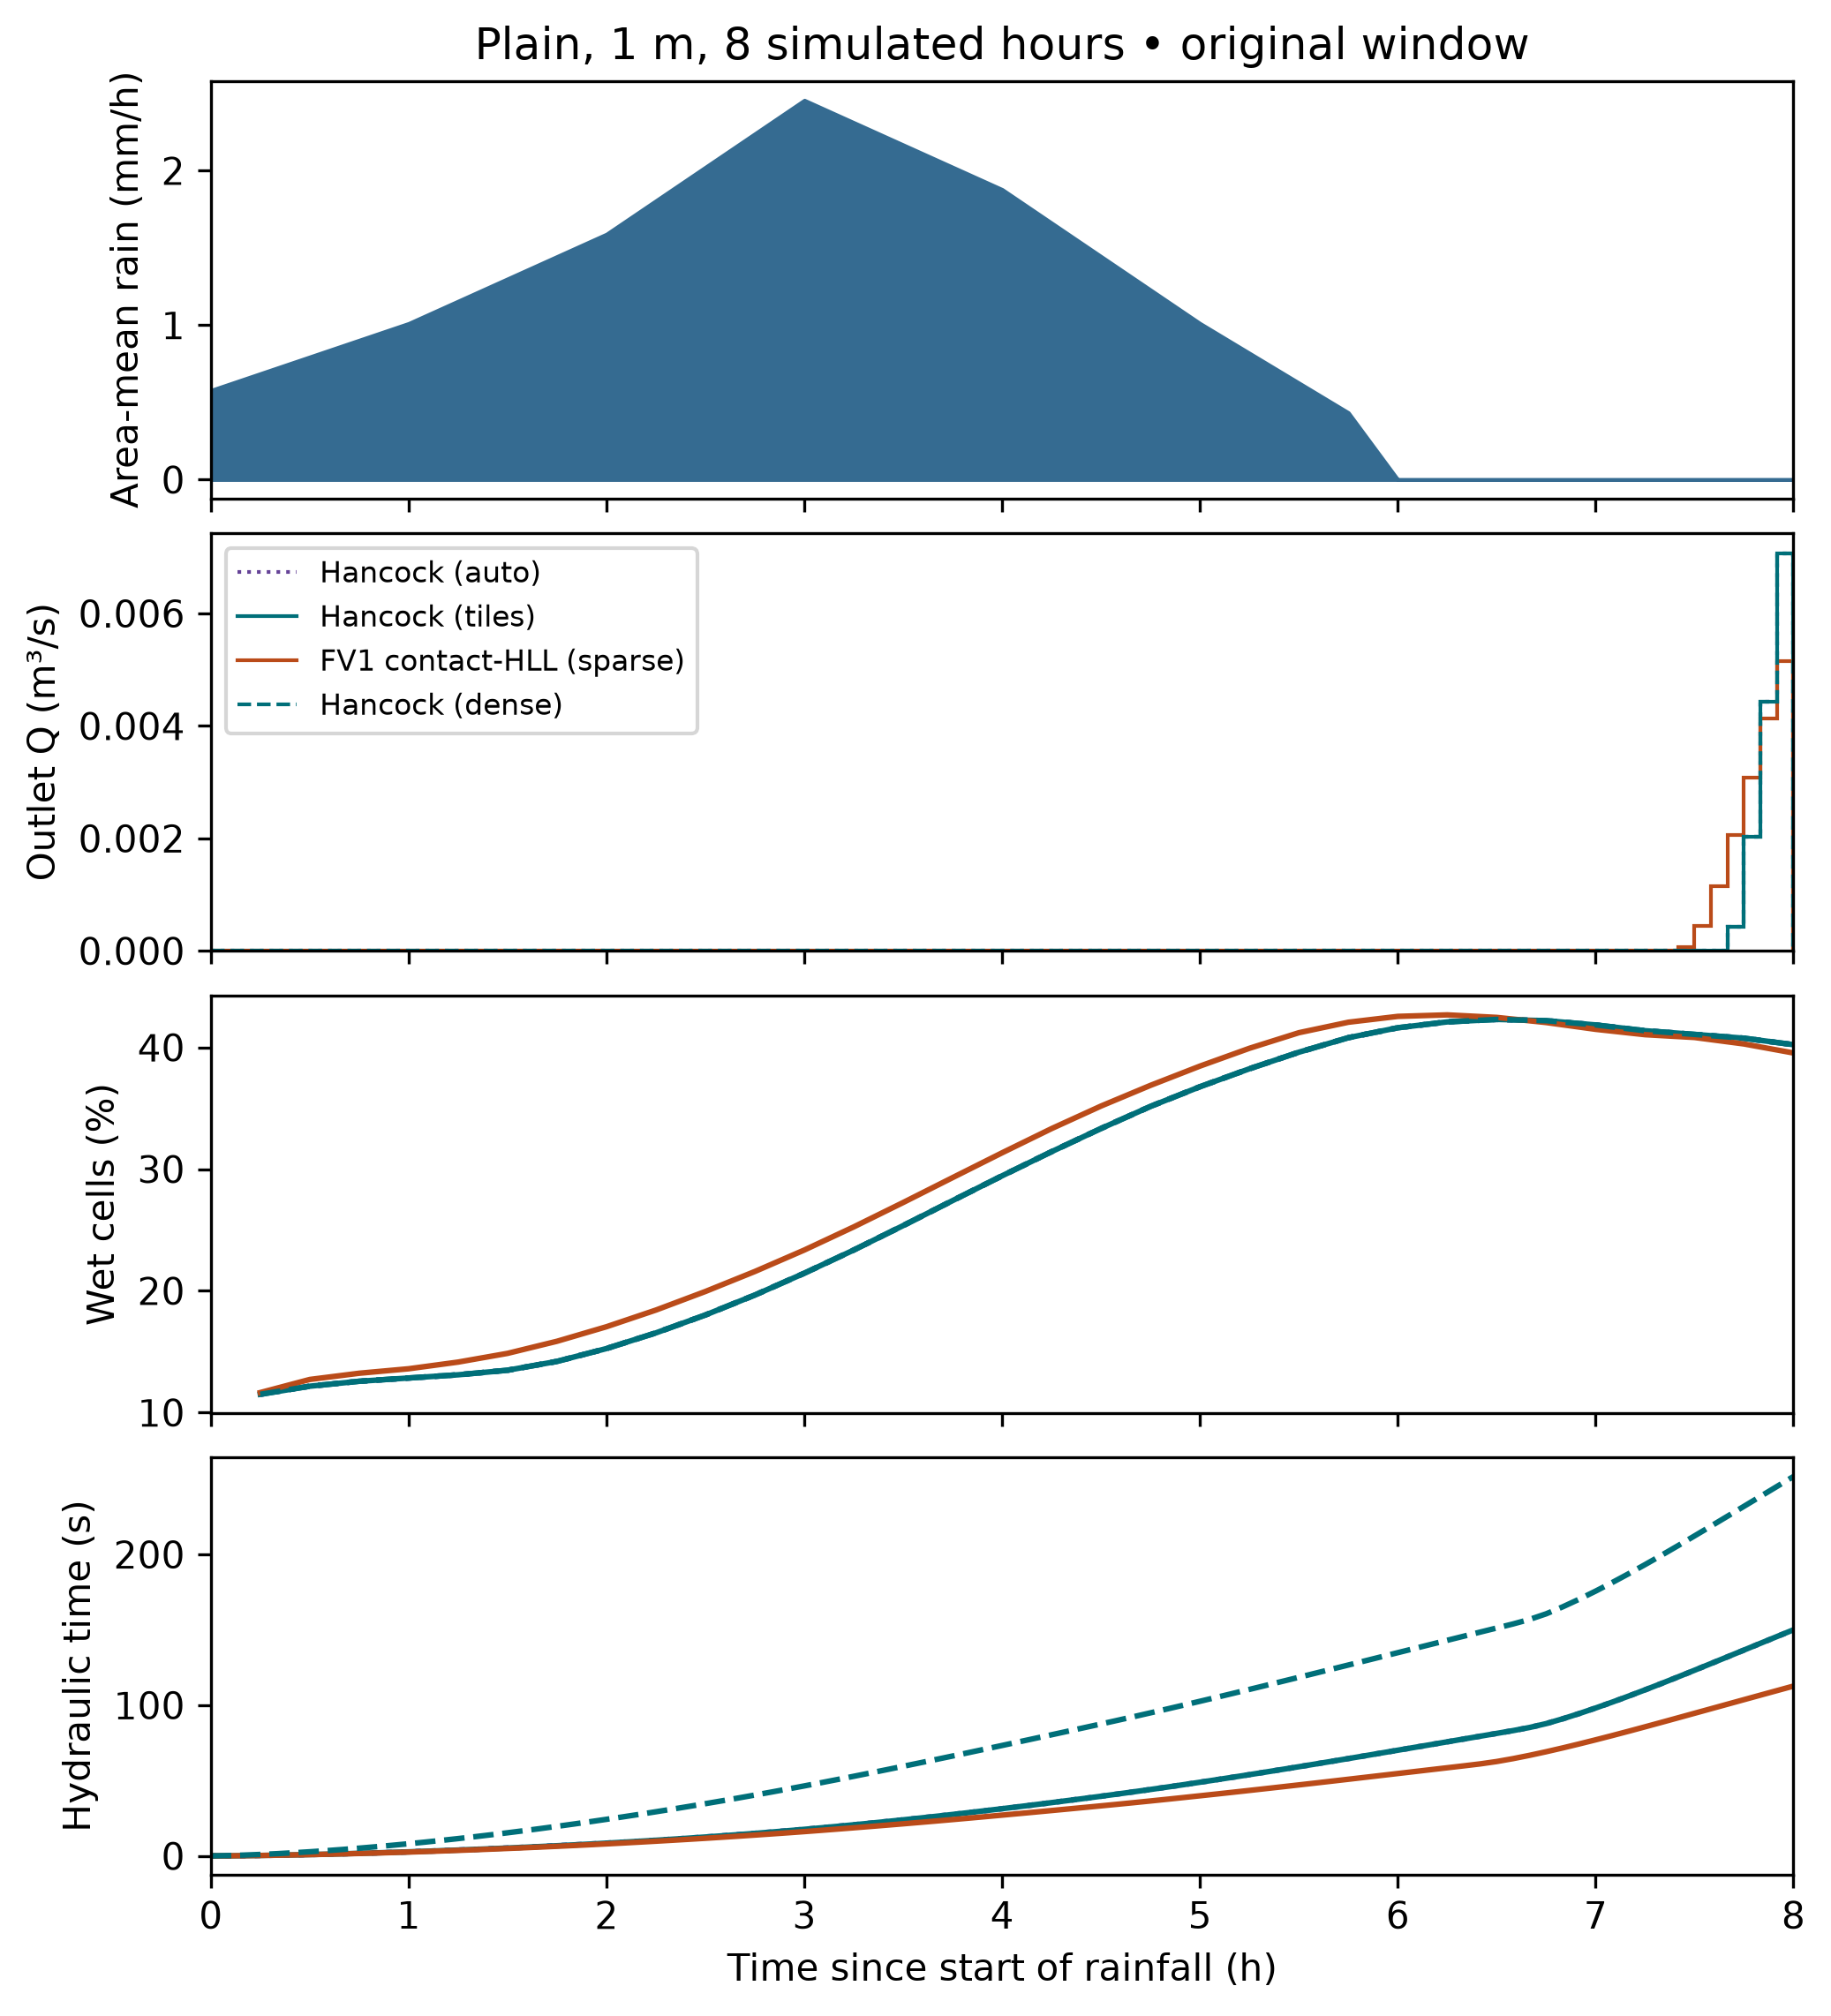 Plain, 1 m, 8 simulated hours • original window
Area-mean rain (mm/h)
2
1
0
Outlet Q (m³/s)
0.006
0.004
0.002
0.000
Hancock (auto)
Hancock (tiles)
FV1 contact-HLL (sparse)
Hancock (dense)
Wet cells (%)
40
30
20
10
Hydraulic time (s)
200
100
0
0 1 2 3 4 5 6 7 8
Time since start of rainfall (h)